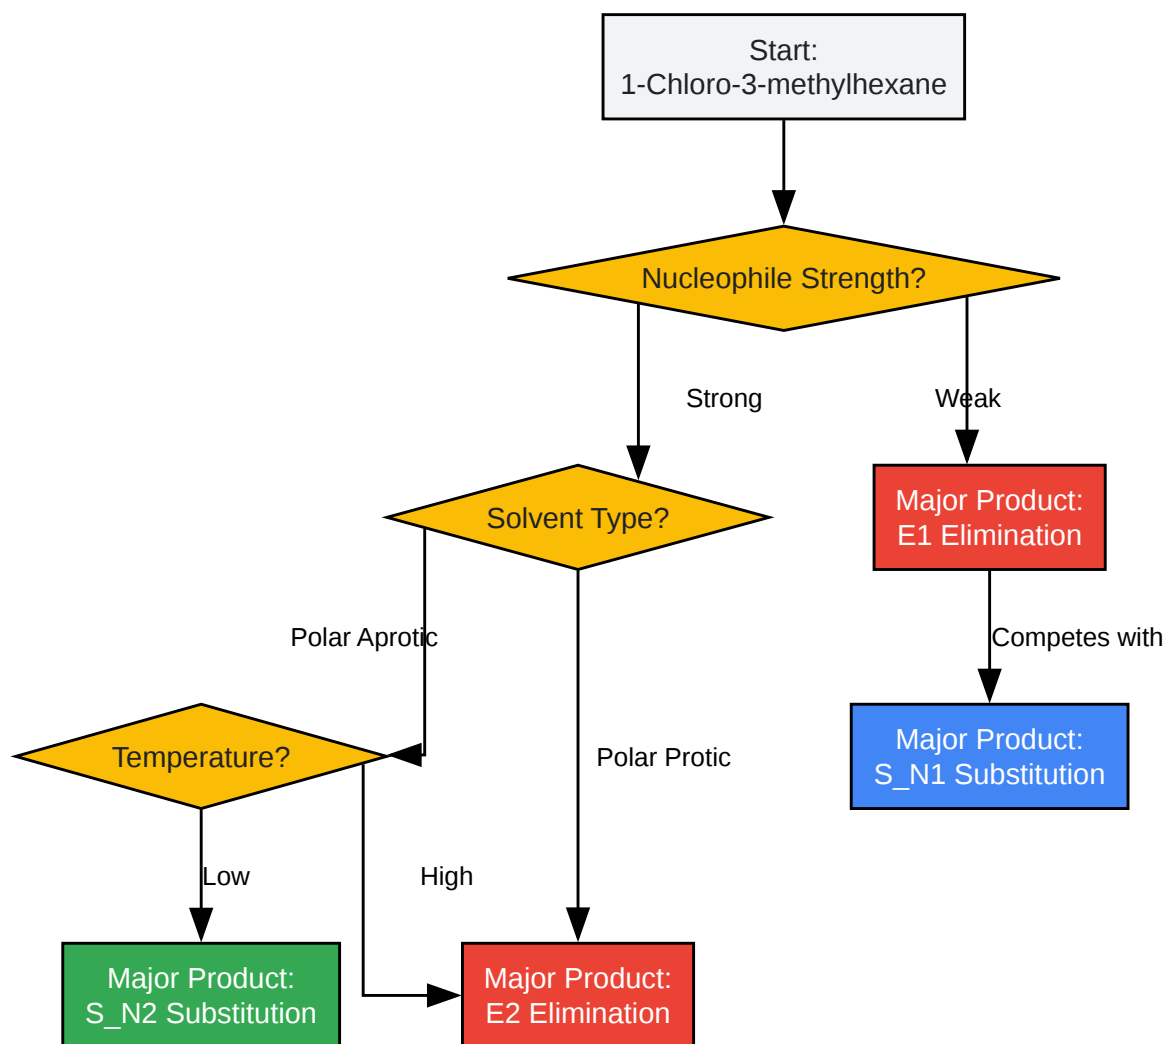 Start:
1-Chloro-3-methylhexane
Nucleophile Strength?
Strong
Weak
Solvent Type?
Major Product:
E1 Elimination
Polar Aprotic
Competes with
Temperature?
Polar Protic
Major Product:
S_N1 Substitution
Low
High
Major Product:
S_N2 Substitution
Major Product:
E2 Elimination